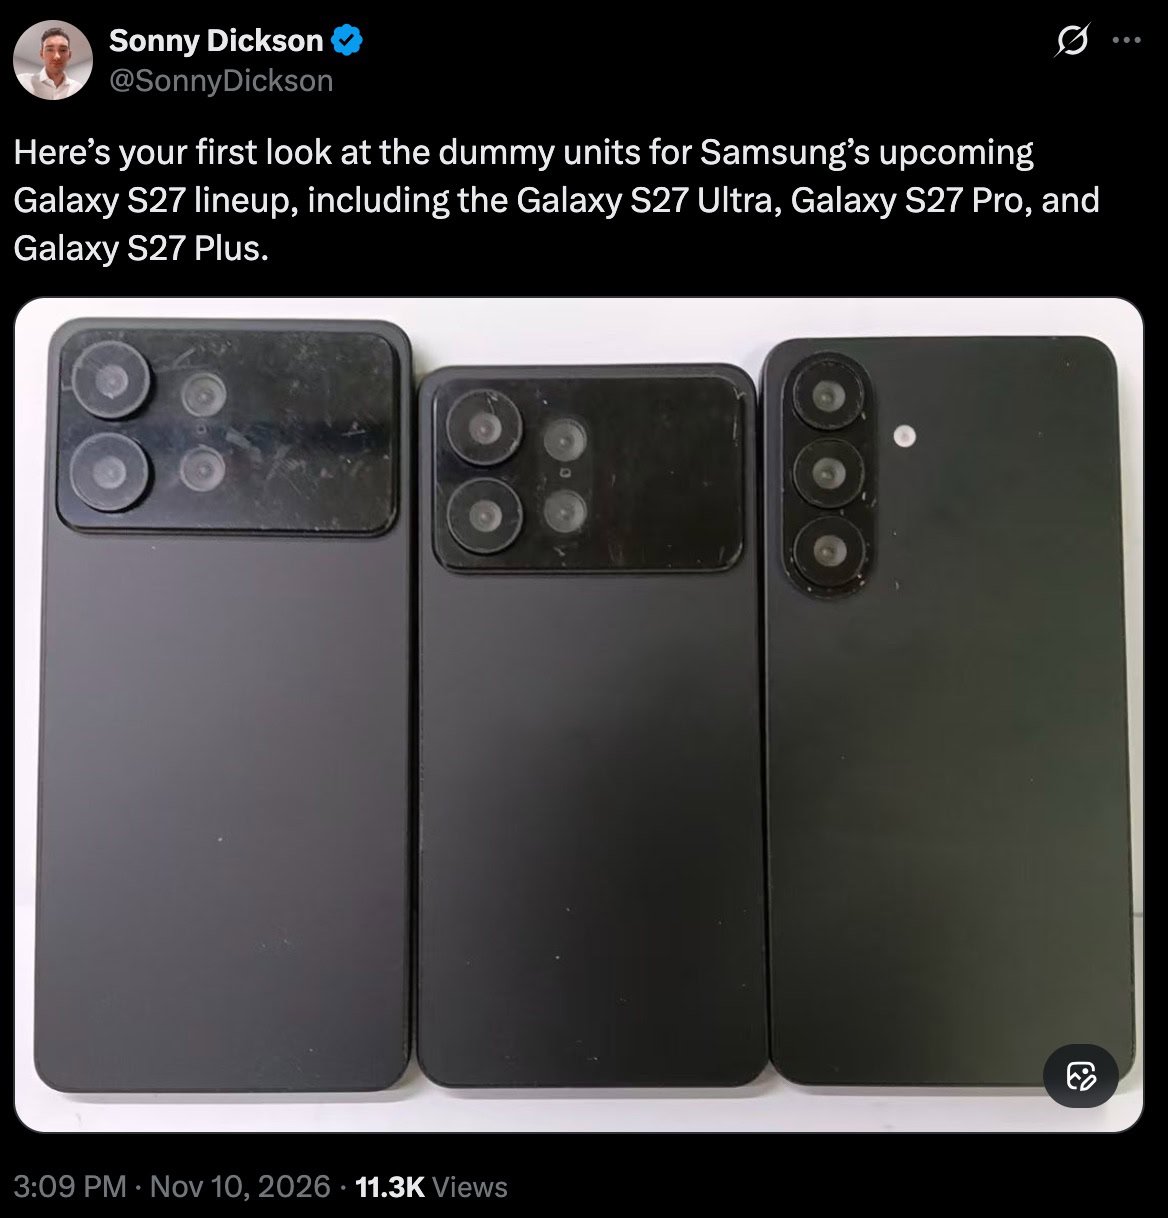 Sonny Dickson
@SonnyDickson
Here’s your first look at the dummy units for Samsung’s upcoming
Galaxy S27 lineup, including the Galaxy S27 Ultra, Galaxy S27 Pro, and
Galaxy S27 Plus.
3:09 PM · Nov 10, 2026 · 11.3K Views